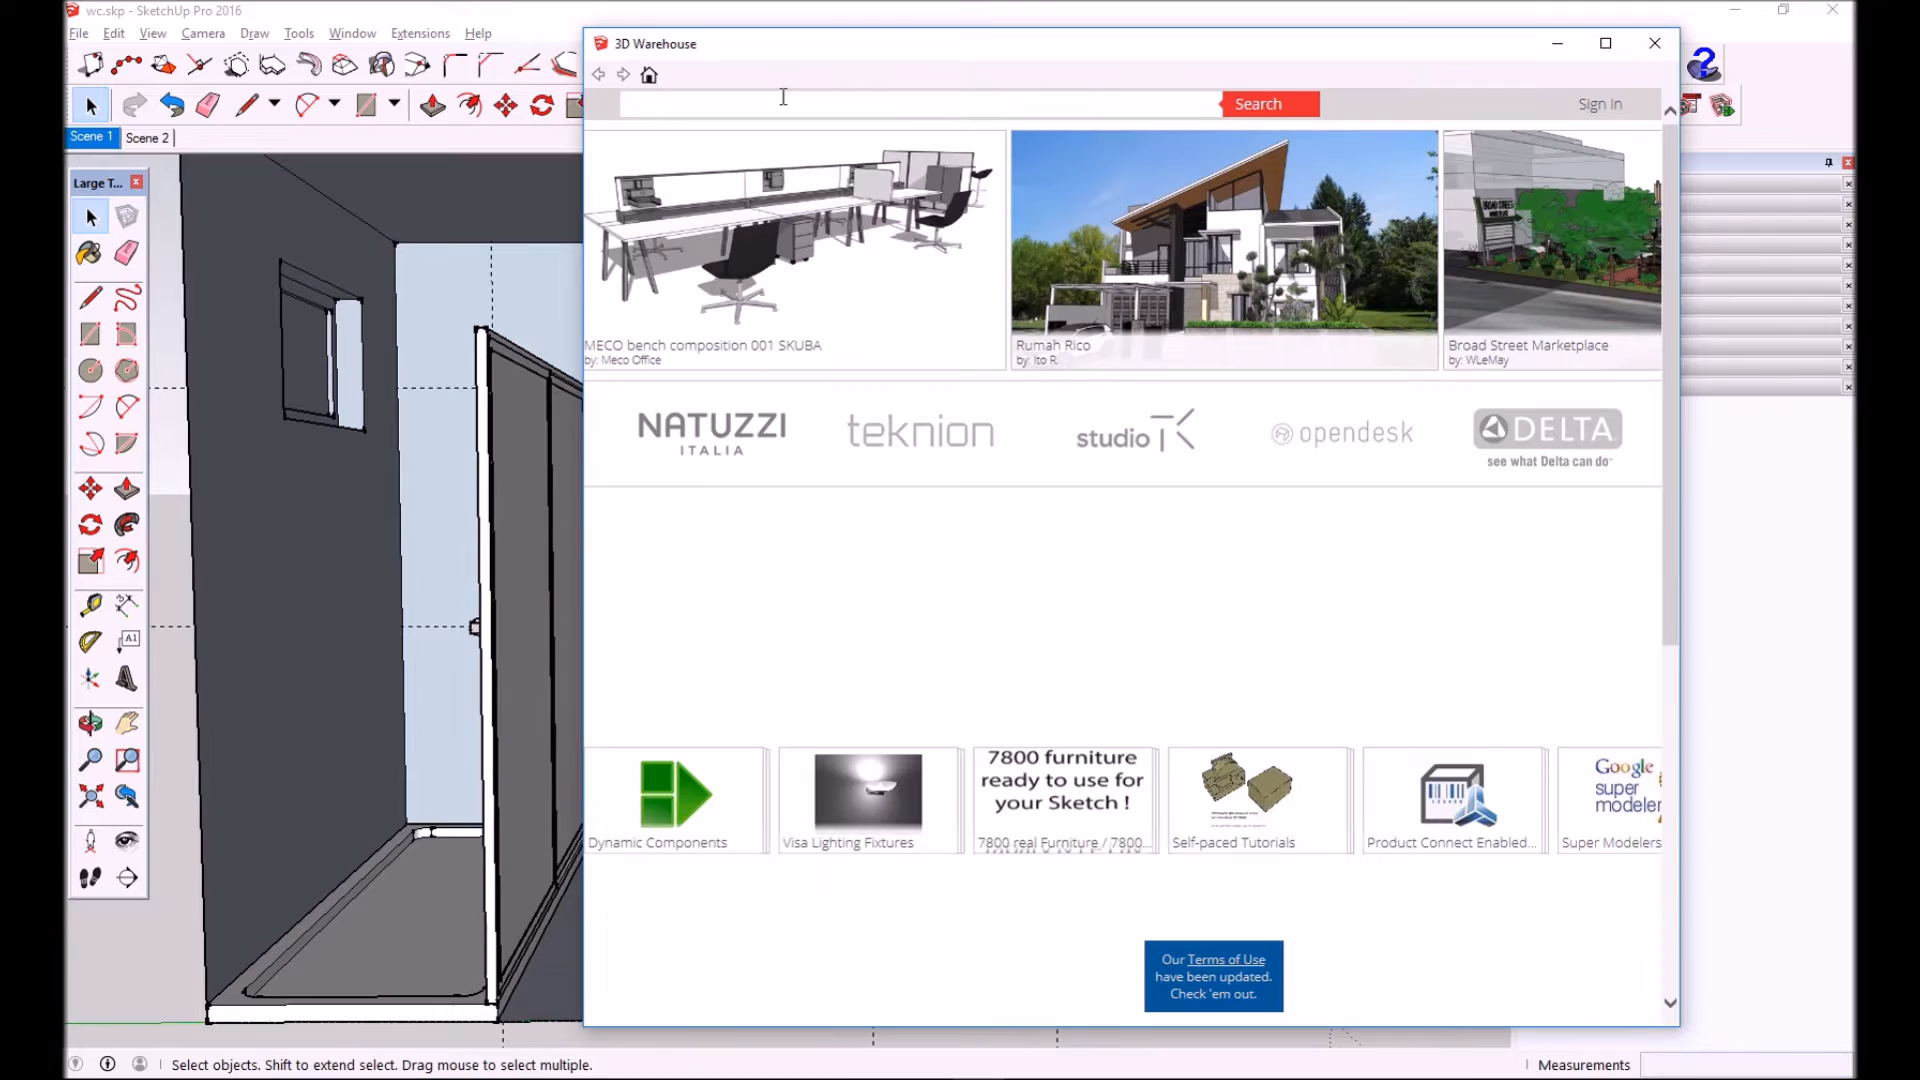 wc.skp - SketchUp Pro 2016
File Edit View Camera Draw Tools Window Extensions Help
3D Warehouse
Search
Sign In
Scene 1 Scene 2
Large T...
MECO bench composition 001 SKUBA
by: Meco Office
Rumah Rico
by: Ito R.
BROAD STREET
Broad Street Marketplace
by: WLeMay
NATUZZI
ITALIA
teknion
studio TK
opendesk
DELTA
see what Delta can do
A1
7800 furniture
ready to use for
your Sketch !
Google
super
modeler
Dynamic Components
Visa Lighting Fixtures
7800 real Furniture / 7800...
Self-paced Tutorials
Product Connect Enabled...
Super Modelers
Our Terms of Use
have been updated.
Check 'em out.
Select objects. Shift to extend select. Drag mouse to select multiple.
Measurements